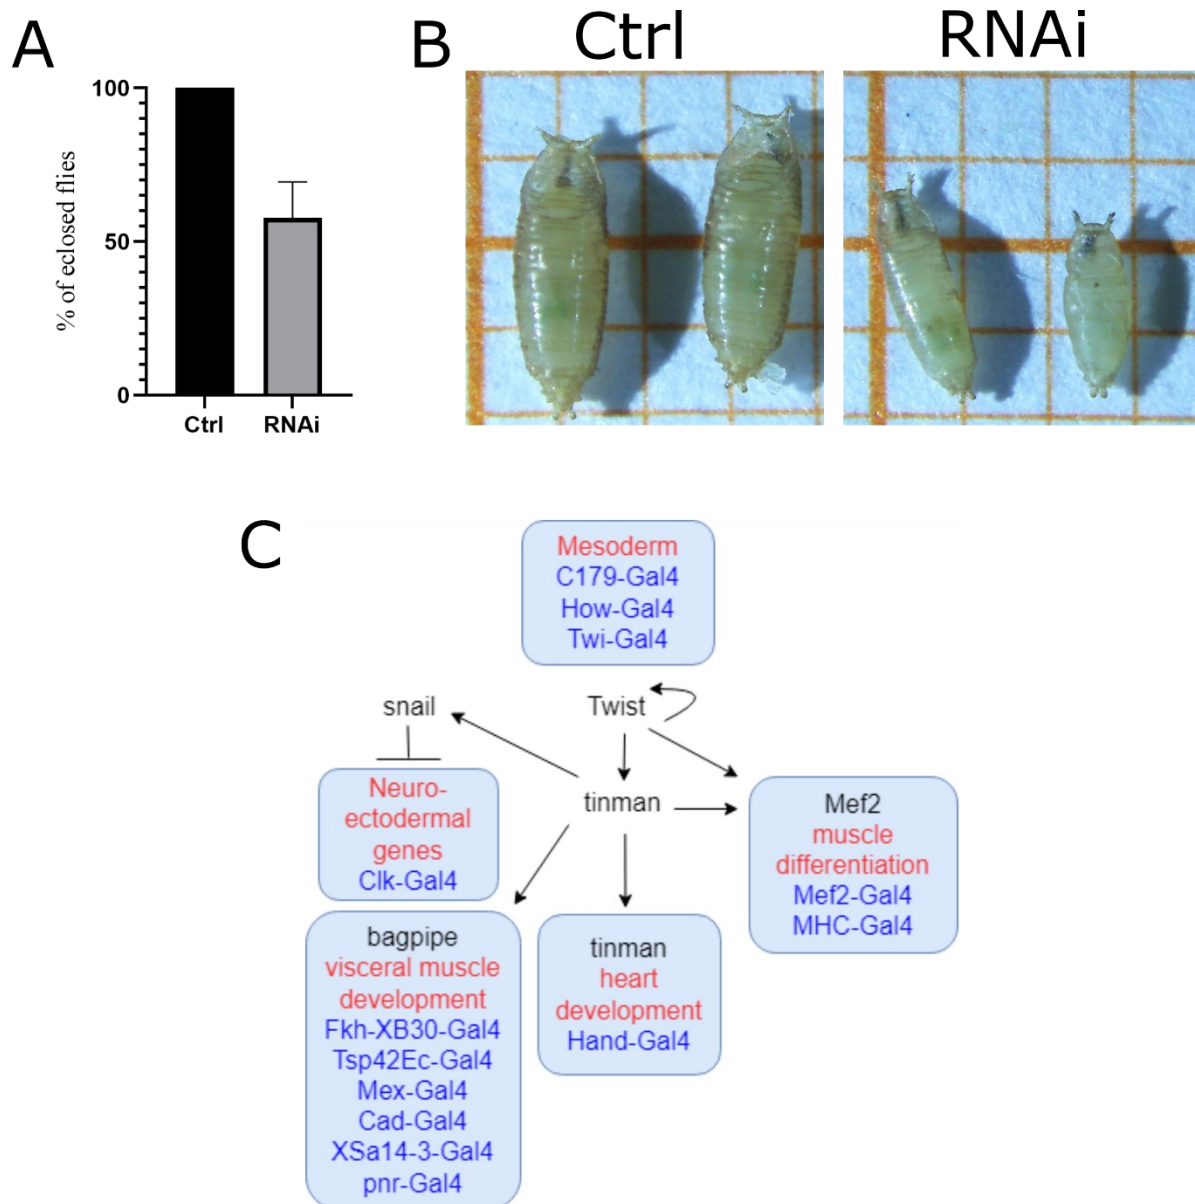 A
% of eclosed flies
100
50
0
Ctrl
RNAi
B
Ctrl
RNAi
C
Mesoderm
C179-Gal4
How-Gal4
Twi-Gal4
snail
Twist
Neuro-
ectodermal
genes
Clk-Gal4
tinman
Mef2
muscle
differentiation
Mef2-Gal4
MHC-Gal4
bagpipe
visceral muscle
development
Fkh-XB30-Gal4
Tsp42Ec-Gal4
Mex-Gal4
Cad-Gal4
XSa14-3-Gal4
pnr-Gal4
tinman
heart
development
Hand-Gal4